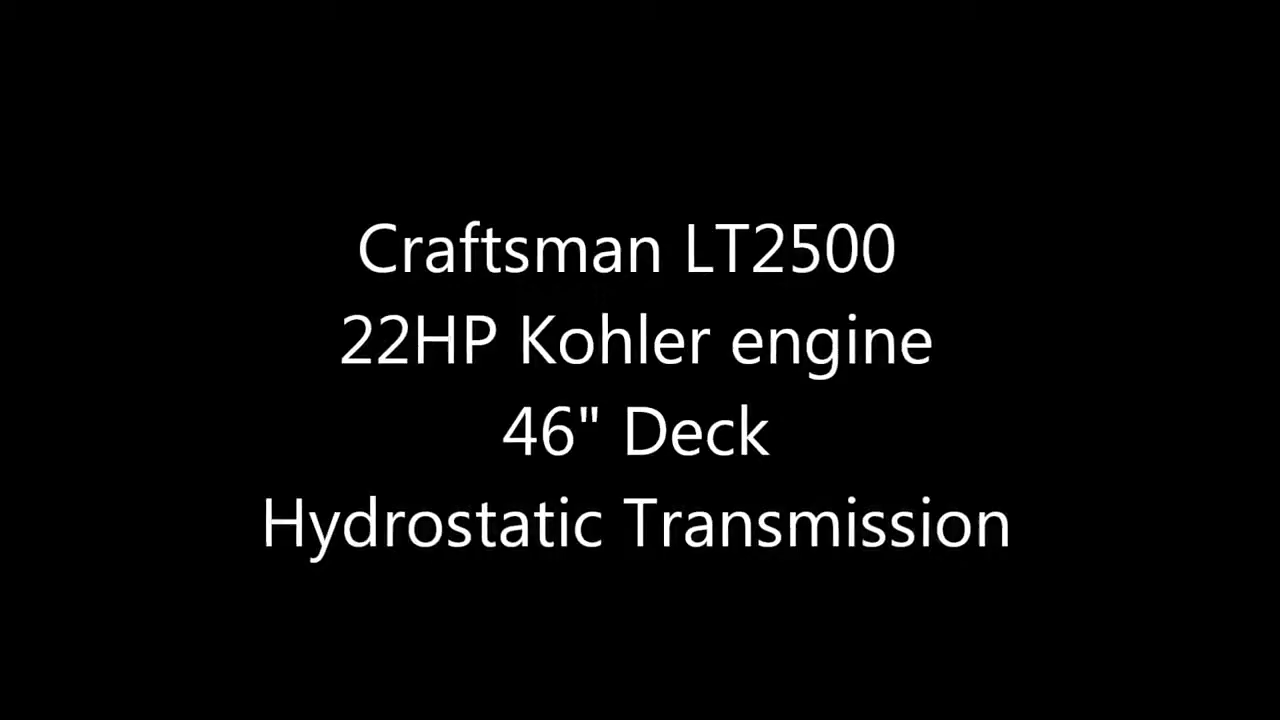 Craftsman LT2500
22HP Kohler engine
46" Deck
Hydrostatic Transmission